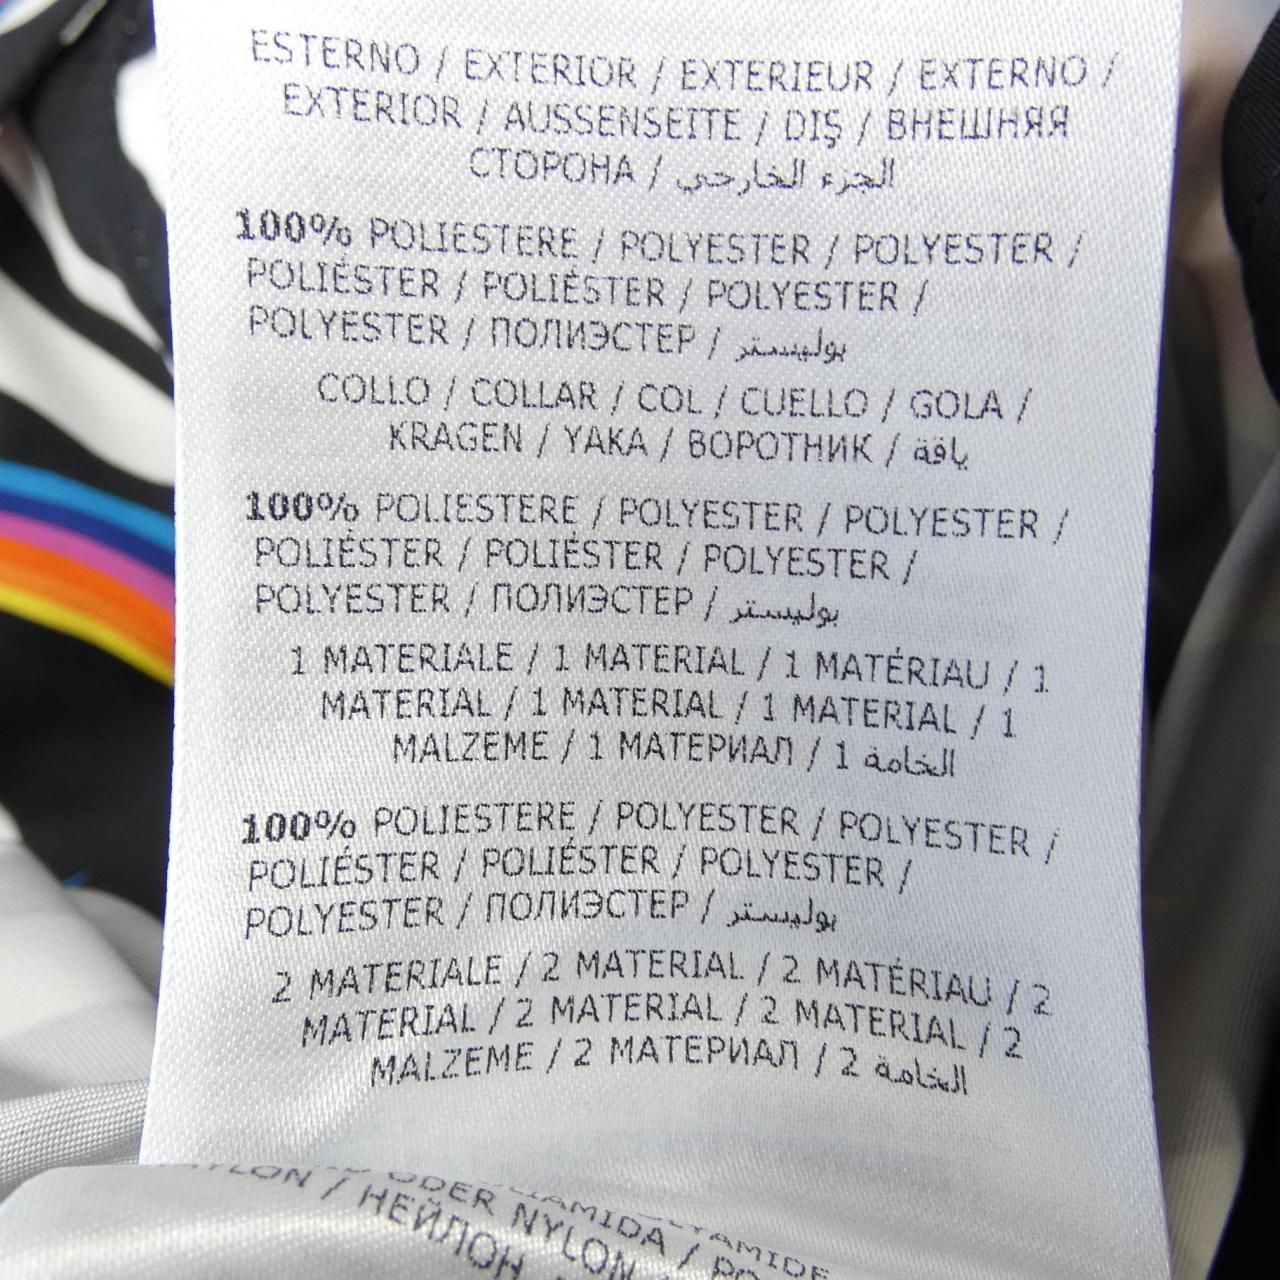 ESTERNO / EXTERIOR / EXTERIEUR / EXTERNO /
EXTERIOR / AUSSENSEITE / DIŞ / ВНЕШНЯЯ
СТОРОНА / الجزء الخارجي
100% POLIESTERE / POLYESTER / POLYESTER /
POLIÉSTER / POLIÉSTER / POLYESTER /
POLYESTER / ПОЛИЭСТЕР / بوليستر
COLLO / COLLAR / COL / CUELLO / GOLA /
KRAGEN / YAKA / ВОРОТНИК / ياقة
100% POLIESTERE / POLYESTER / POLYESTER /
POLIÉSTER / POLIÉSTER / POLYESTER /
POLYESTER / ПОЛИЭСТЕР / بوليستر
1 MATERIALE / 1 MATERIAL / 1 MATÉRIAU / 1
MATERIAL / 1 MATERIAL / 1 MATERIAL / 1
MALZEME / 1 МАТЕРИАЛ / 1 الخامة
100% POLIESTERE / POLYESTER / POLYESTER /
POLIÉSTER / POLIÉSTER / POLYESTER /
POLYESTER / ПОЛИЭСТЕР / بوليستر
2 MATERIALE / 2 MATERIAL / 2 MATÉRIAU / 2
MATERIAL / 2 MATERIAL / 2 MATERIAL / 2
MALZEME / 2 МАТЕРИАЛ / 2 الخامة
ODER NYLON
/ НЕЙЛОН